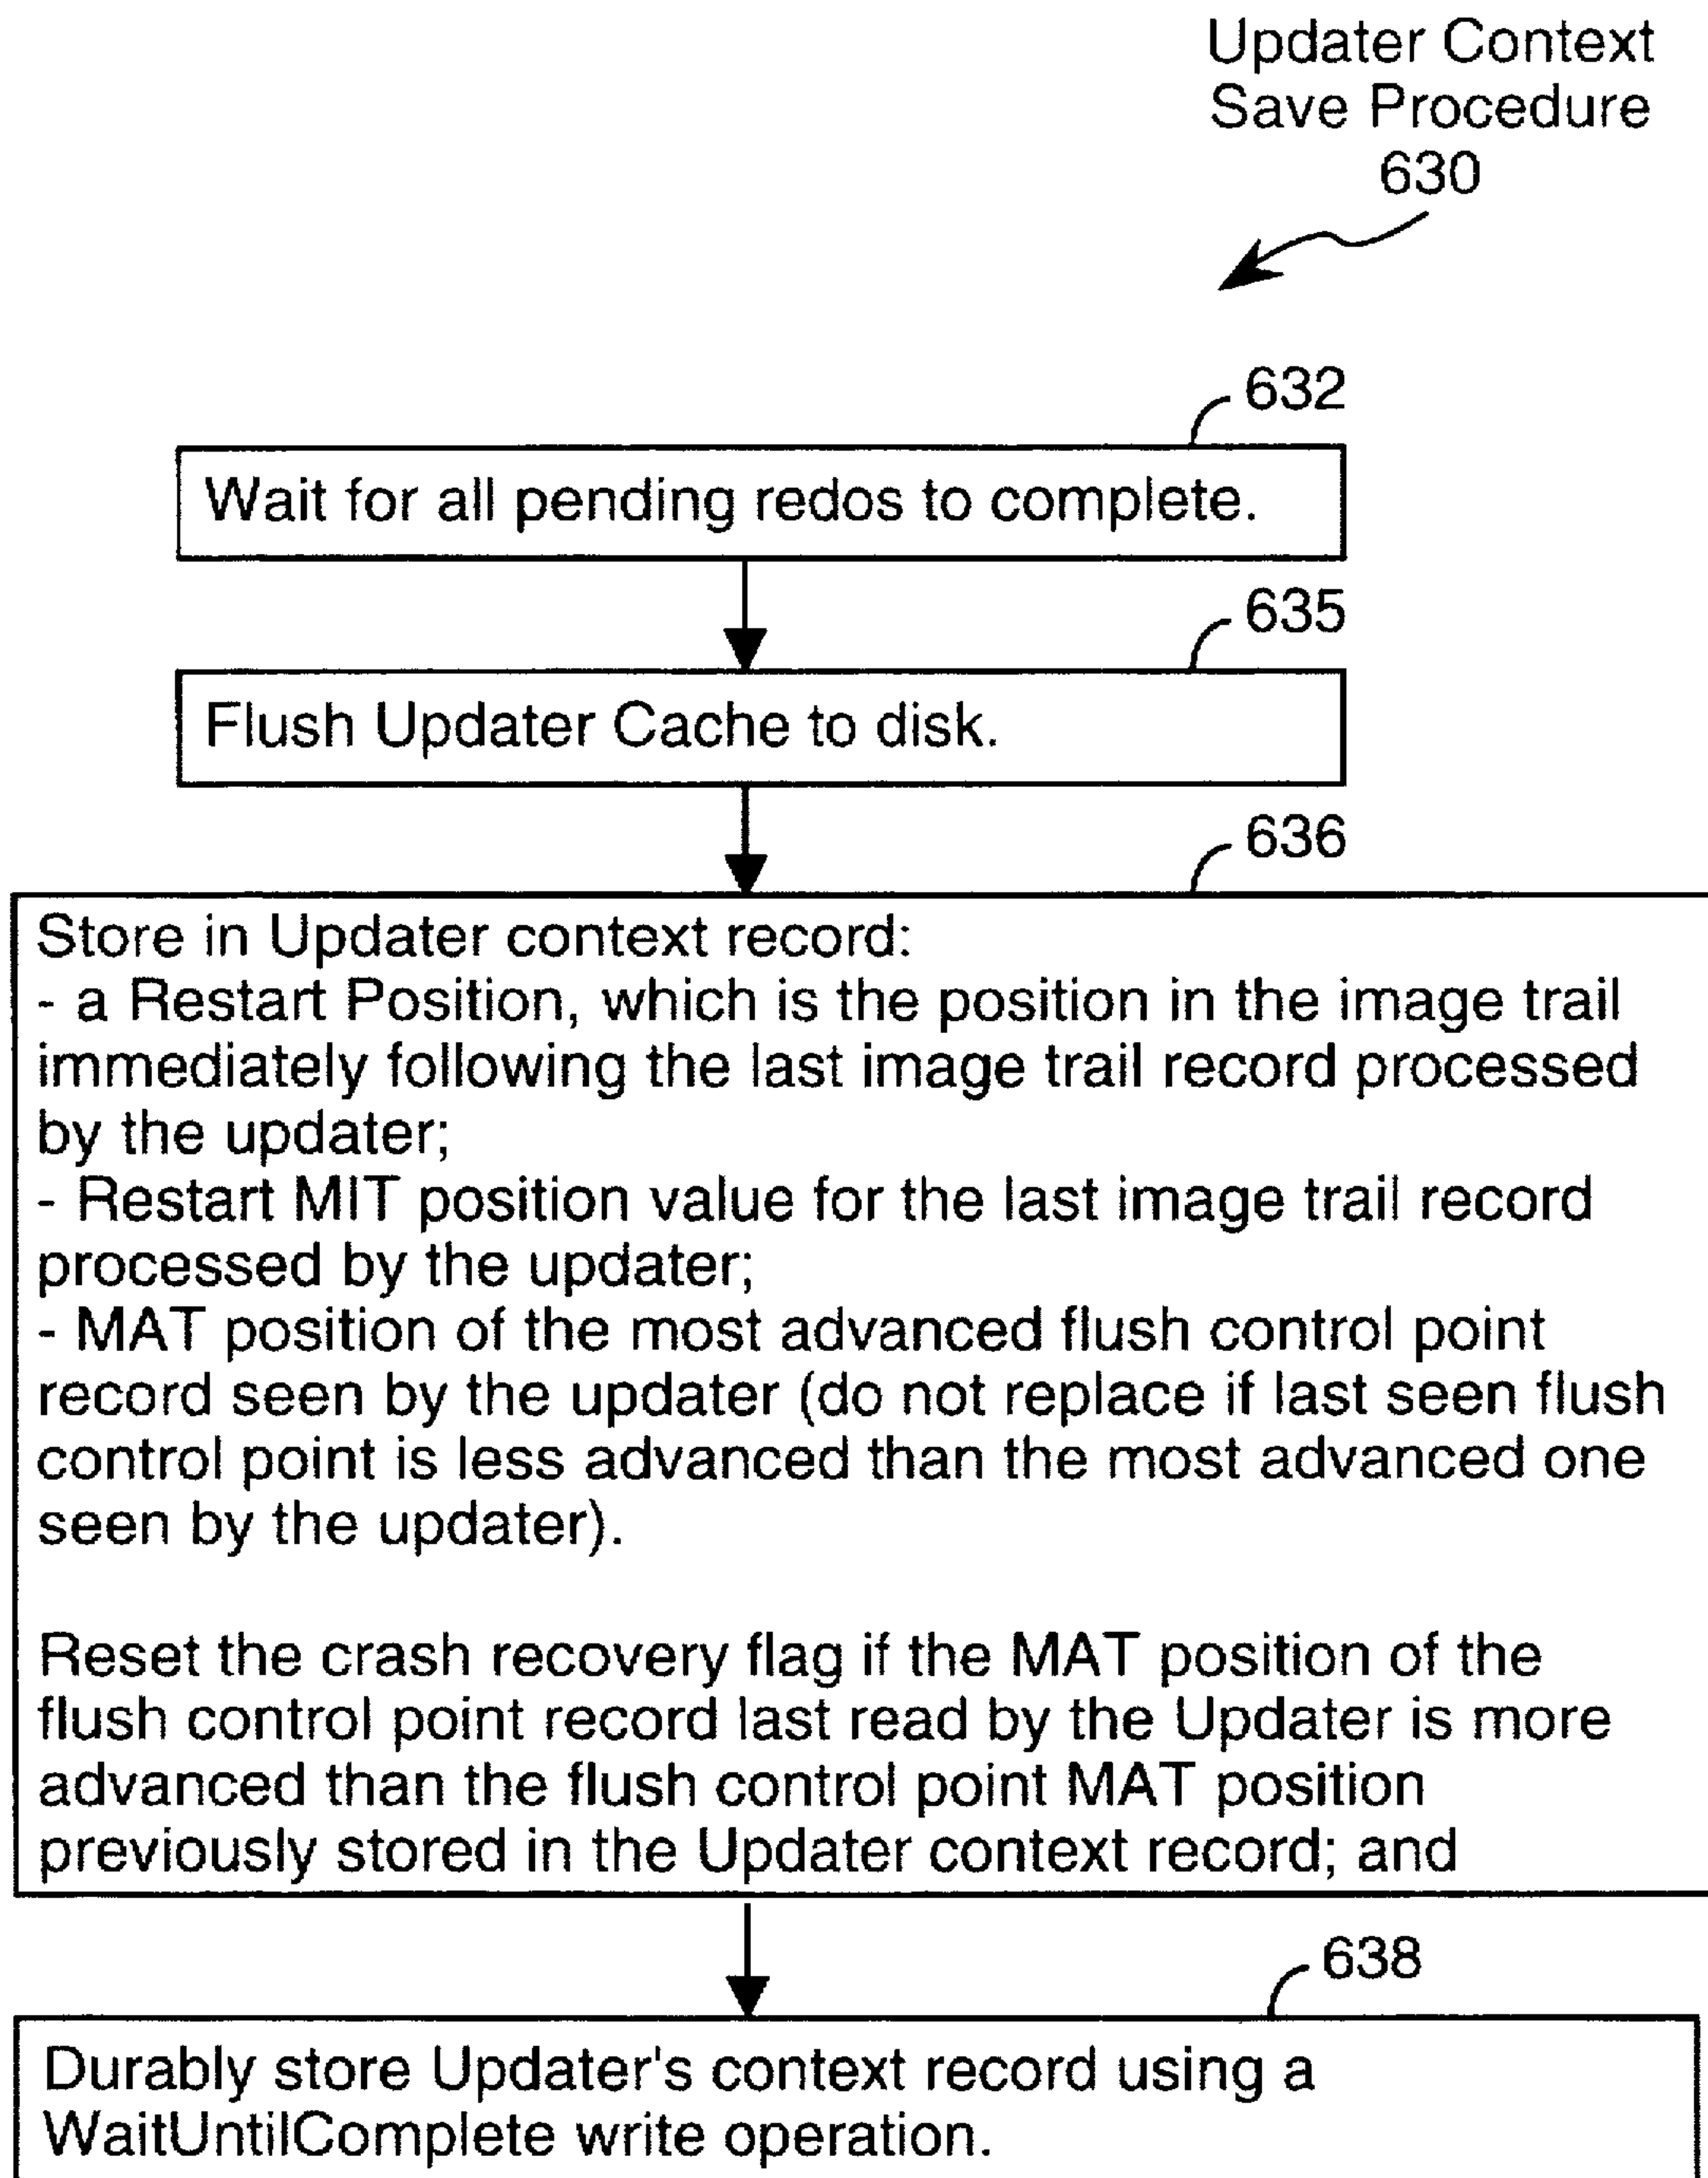 Updater Context
Save Procedure
630
632
Wait for all pending redos to complete.
635
Flush Updater Cache to disk.
636
Store in Updater context record:
- a Restart Position, which is the position in the image trail
immediately following the last image trail record processed
by the updater;
- Restart MIT position value for the last image trail record
processed by the updater;
- MAT position of the most advanced flush control point
record seen by the updater (do not replace if last seen flush
control point is less advanced than the most advanced one
seen by the updater).
Reset the crash recovery flag if the MAT position of the
flush control point record last read by the Updater is more
advanced than the flush control point MAT position
previously stored in the Updater context record; and
638
Durably store Updater's context record using a
WaitUntilComplete write operation.